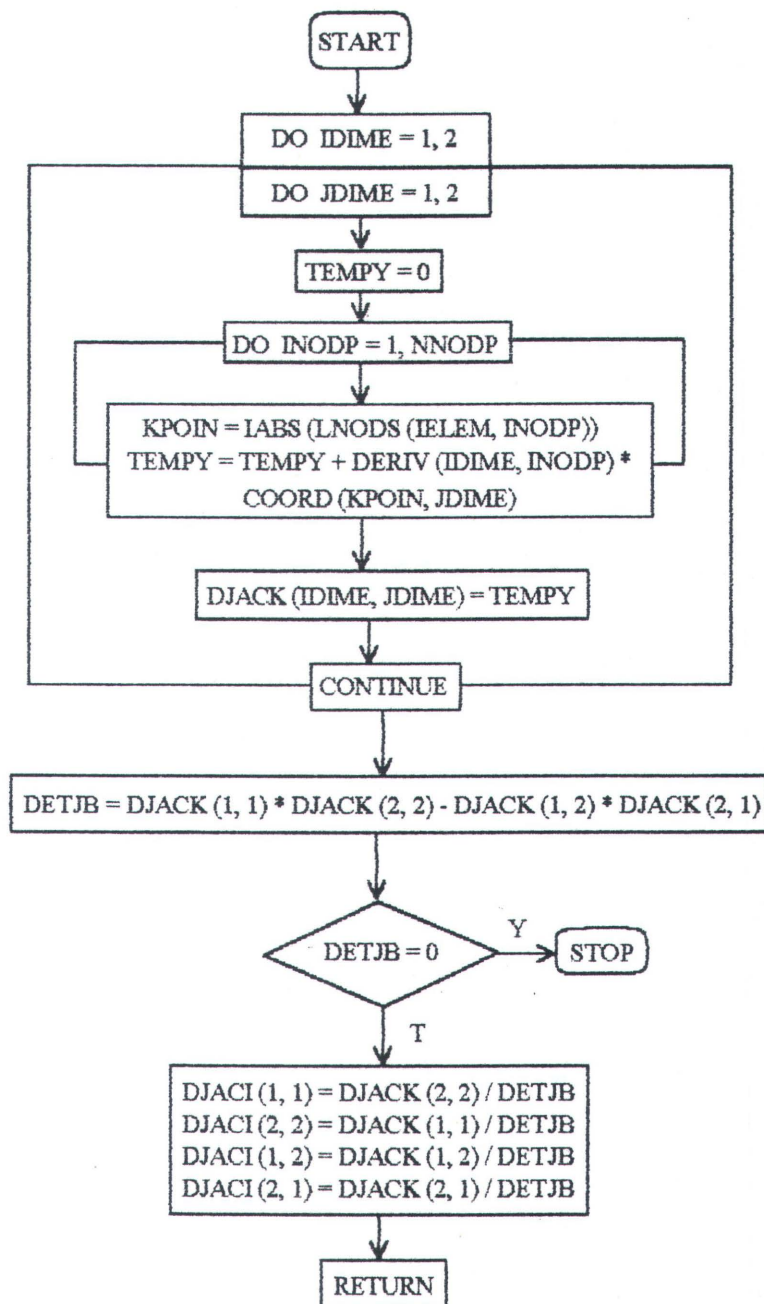 START
DO IDIME = 1, 2
DO JDIME = 1, 2
TEMPY = 0
DO INODP = 1, NNODP
KPOIN = IABS (LNODS (IELEM, INODP))
TEMPY = TEMPY + DERIV (IDIME, INODP) *
COORD (KPOIN, JDIME)
DJACK (IDIME, JDIME) = TEMPY
CONTINUE
DETJB = DJACK (1, 1) * DJACK (2, 2) - DJACK (1, 2) * DJACK (2, 1)
DETJB = 0
Y
STOP
T
DJACI (1, 1) = DJACK (2, 2) / DETJB
DJACI (2, 2) = DJACK (1, 1) / DETJB
DJACI (1, 2) = DJACK (1, 2) / DETJB
DJACI (2, 1) = DJACK (2, 1) / DETJB
RETURN